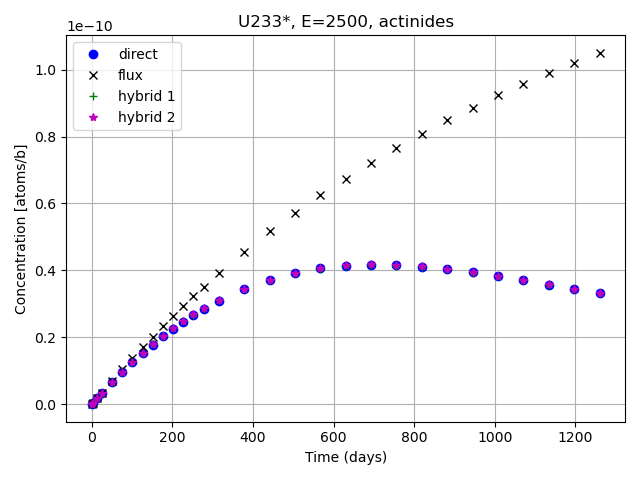 U233*, E=2500, actinides
1e−10
direct
flux
hybrid 1
hybrid 2
1.0
0.8
0.6
0.4
0.2
0.0
Concentration [atoms/b]
0 200 400 600 800 1000 1200
Time (days)